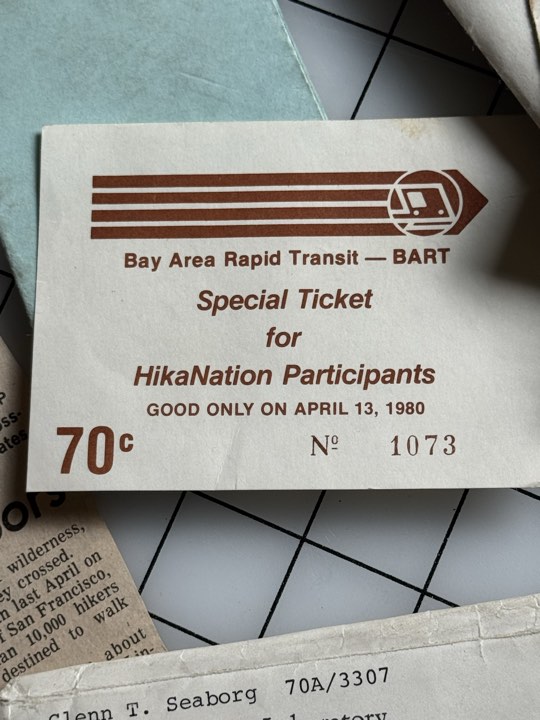 Bay Area Rapid Transit — BART
Special Ticket
for
HikaNation Participants
GOOD ONLY ON APRIL 13, 1980
70c
Nº 1073
wilderness,
crossed.
last April on
San Francisco,
10,000 hikers
destined to walk
about
Glenn T. Seaborg 70A/3307